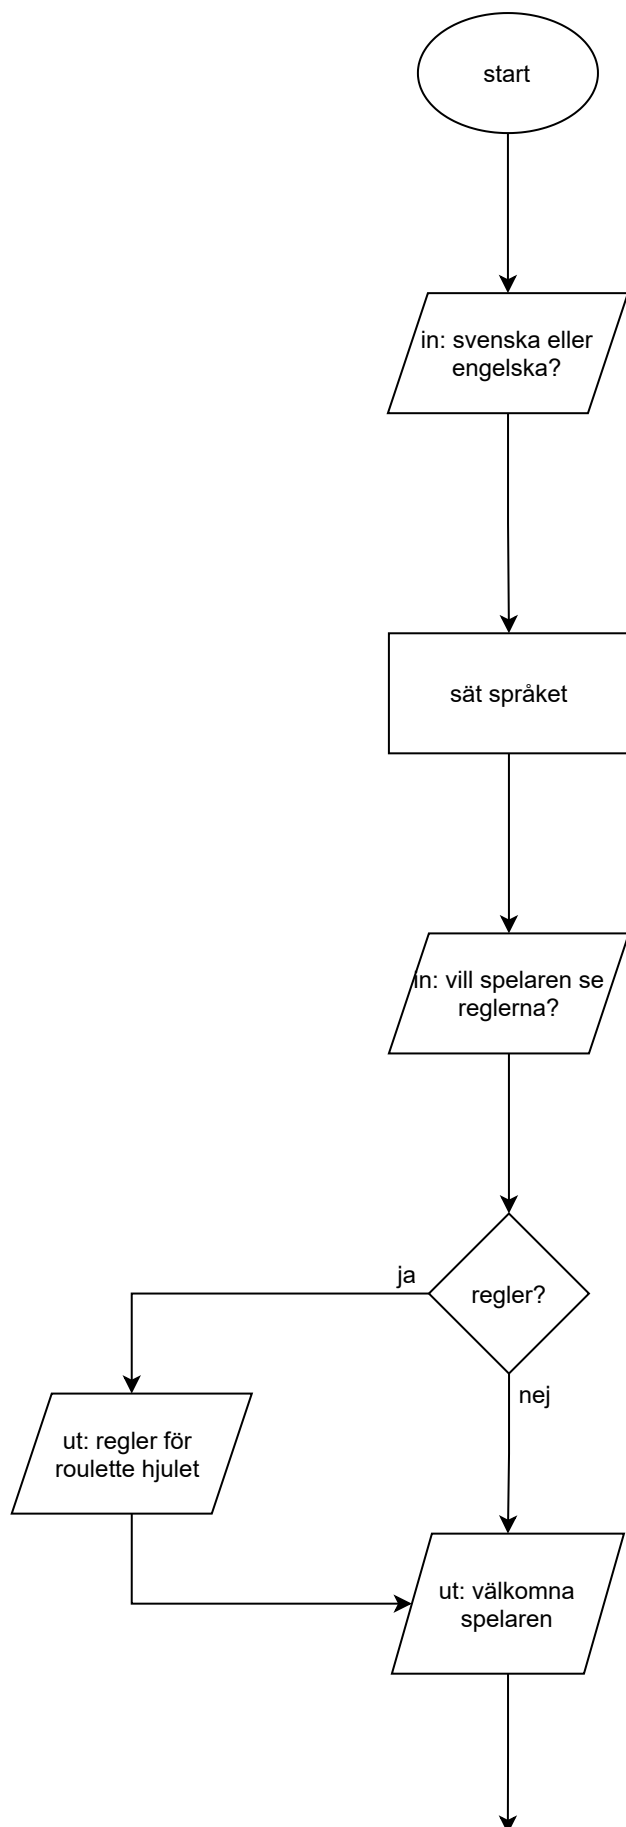 start
in: svenska eller
engelska?
sät språket
in: vill spelaren se
reglerna?
regler?
ja
nej
ut: regler för
roulette hjulet
ut: välkomna
spelaren